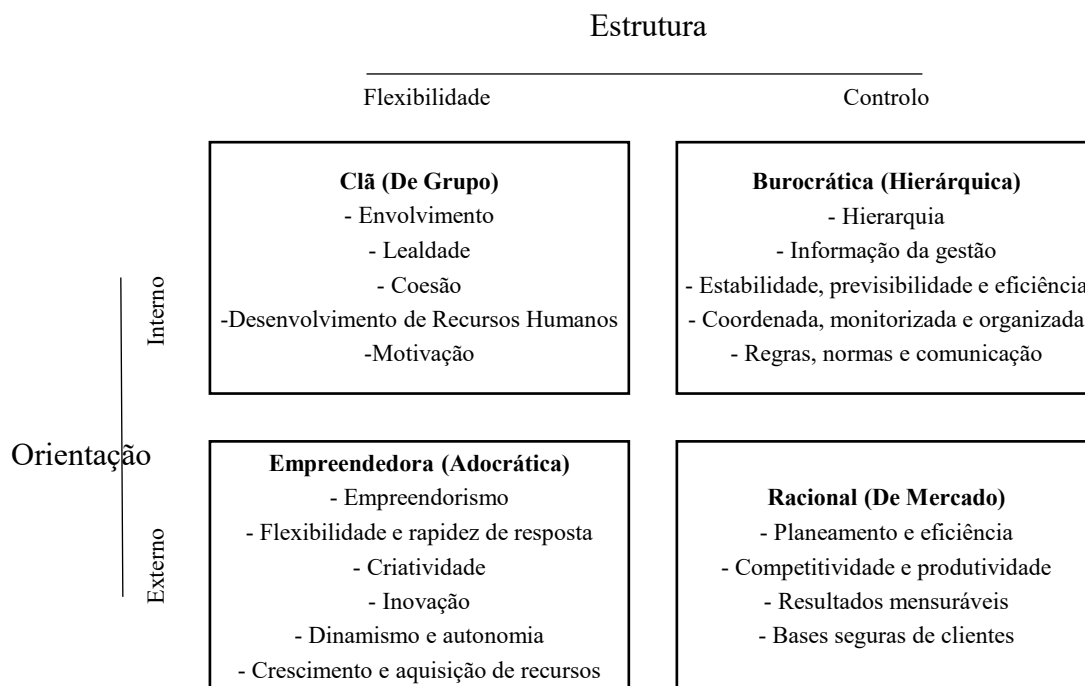 Estrutura
Flexibilidade
Controlo
Clã (De Grupo)
- Envolvimento
- Lealdade
- Coesão
-Desenvolvimento de Recursos Humanos
-Motivação
Burocrática (Hierárquica)
- Hierarquia
- Informação da gestão
- Estabilidade, previsibilidade e eficiência
- Coordenada, monitorizada e organizada
- Regras, normas e comunicação
Interno
Orientação
Externo
Empreendedora (Adocrática)
- Empreendorismo
- Flexibilidade e rapidez de resposta
- Criatividade
- Inovação
- Dinamismo e autonomia
- Crescimento e aquisição de recursos
Racional (De Mercado)
- Planeamento e eficiência
- Competitividade e produtividade
- Resultados mensuráveis
- Bases seguras de clientes